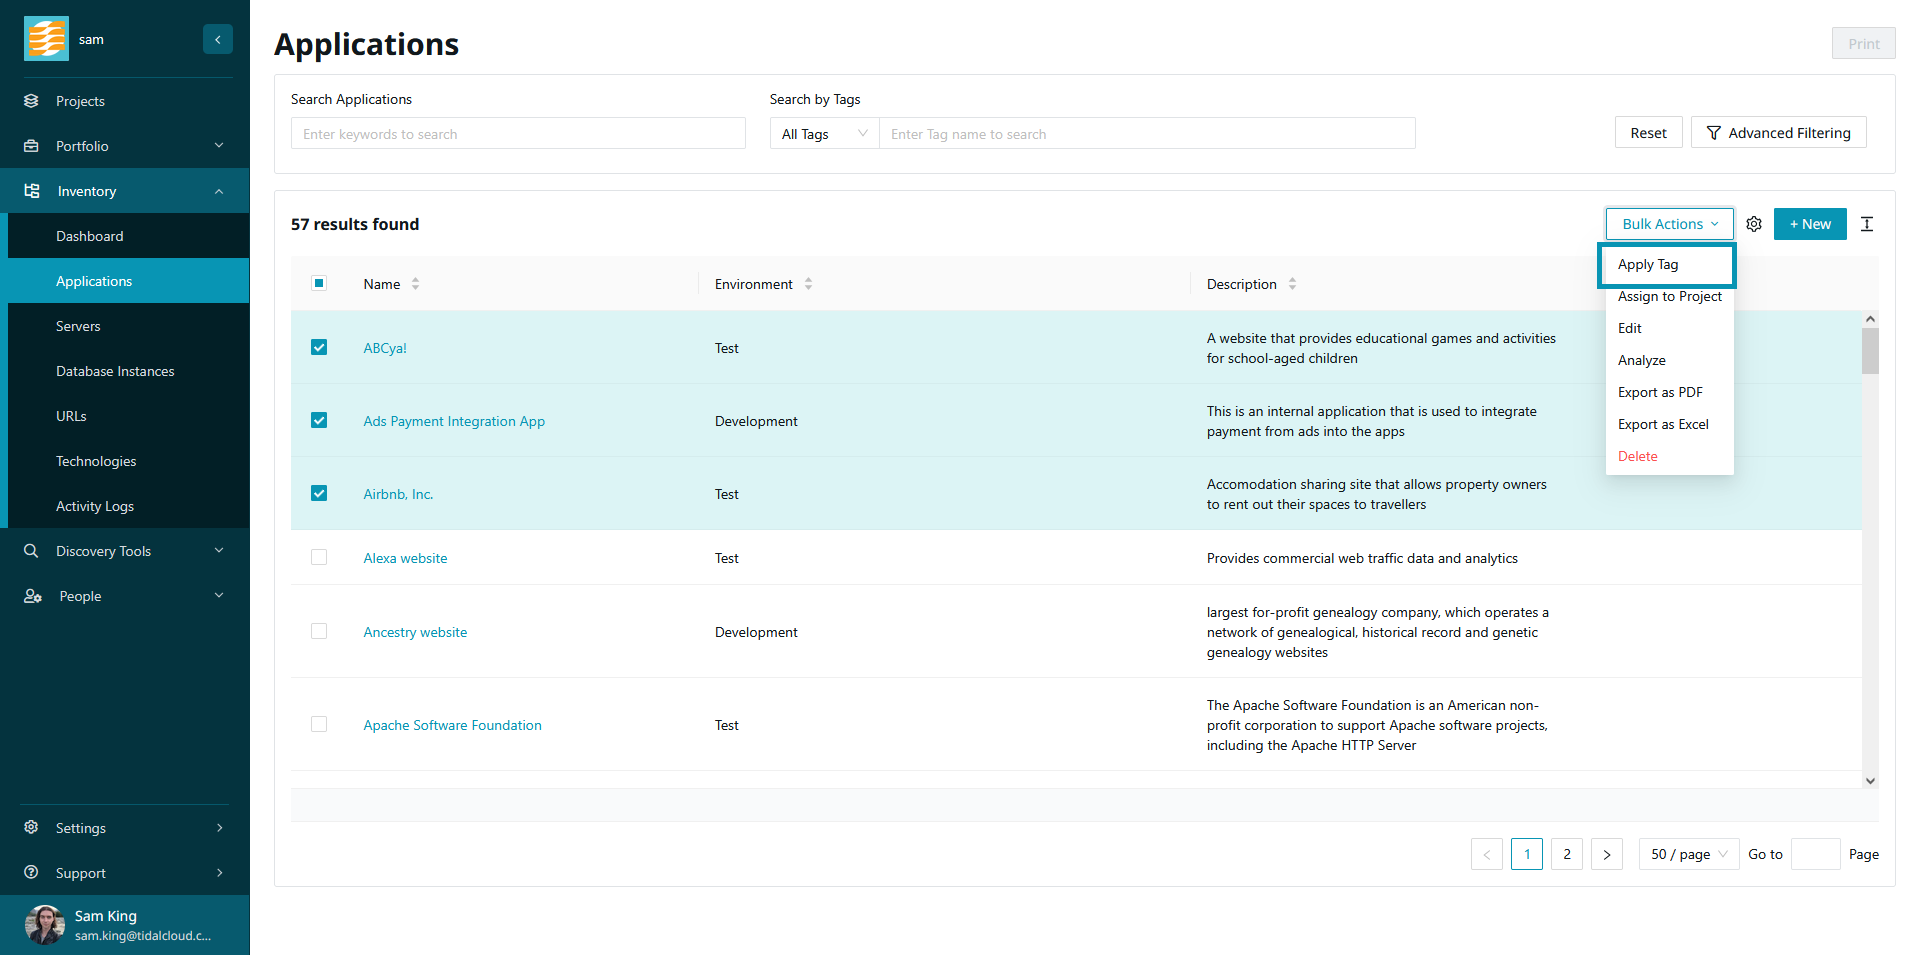 sam
Projects
Portfolio
Inventory
Dashboard
Applications
Servers
Database Instances
URLs
Technologies
Activity Logs
Discovery Tools
People
Settings
Support
Sam King
sam.king@tidalcloud.c...
Applications
Print
Search Applications
Enter keywords to search
Search by Tags
All Tags
Enter Tag name to search
Reset
Advanced Filtering
57 results found
Bulk Actions
+ New
Apply Tag
Assign to Project
Edit
Analyze
Export as PDF
Export as Excel
Delete
Name Environment Description
ABCya! Test
A website that provides educational games and activities
for school-aged children
Ads Payment Integration App Development
This is an internal application that is used to integrate
payment from ads into the apps
Airbnb, Inc. Test
Accomodation sharing site that allows property owners
to rent out their spaces to travellers
Alexa website Test
Provides commercial web traffic data and analytics
Ancestry website Development
largest for-profit genealogy company, which operates a
network of genealogical, historical record and genetic
genealogy websites
Apache Software Foundation Test
The Apache Software Foundation is an American non-
profit corporation to support Apache software projects,
including the Apache HTTP Server
< 1 2 > 50 / page Go to Page